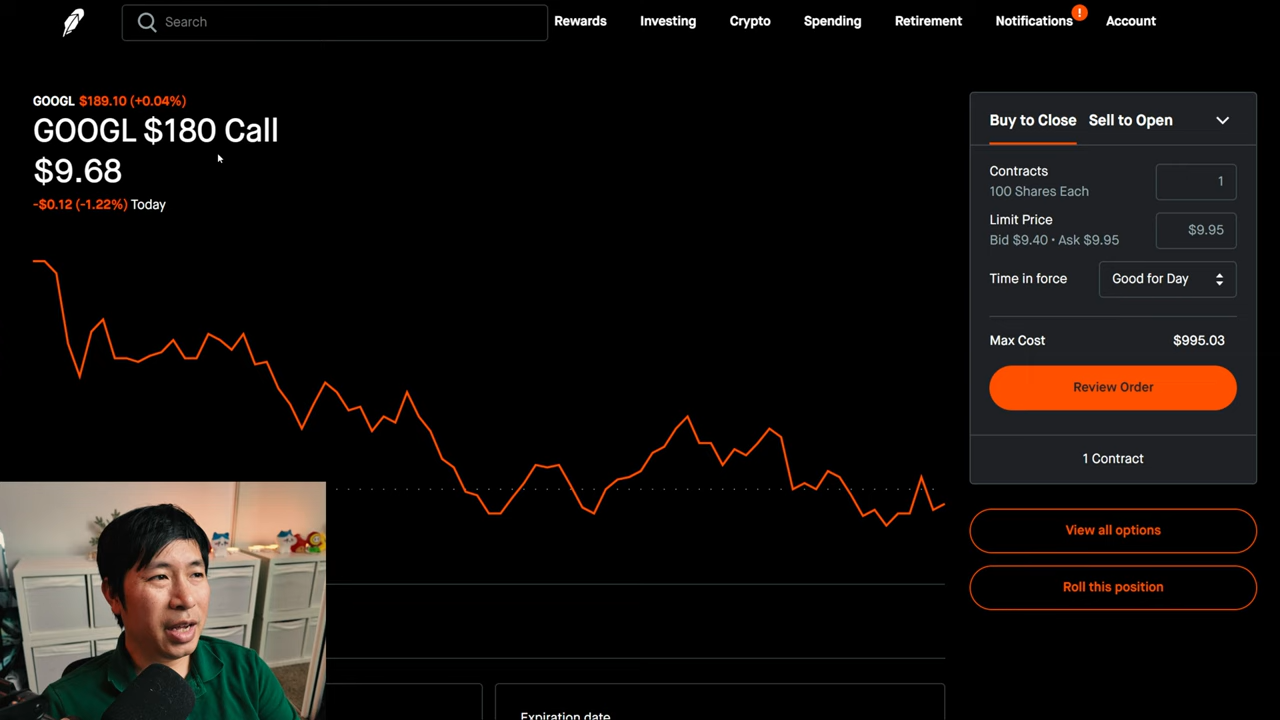 Search
Rewards
Investing
Crypto
Spending
Retirement
Notifications
!
Account
GOOGL $189.10 (+0.04%)
GOOGL $180 Call
$9.68
-$0.12 (-1.22%) Today
Buy to Close
Sell to Open
Contracts
100 Shares Each
1
Limit Price
Bid $9.40 • Ask $9.95
$9.95
Time in force
Good for Day
Max Cost
$995.03
Review Order
1 Contract
View all options
Roll this position
Expiration date